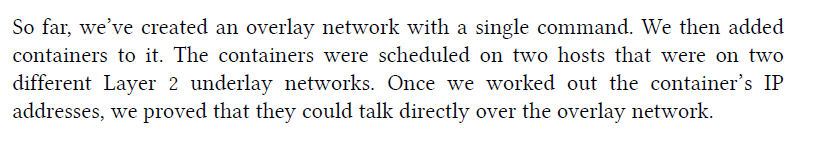 So far, we’ve created an overlay network with a single command. We then added
containers to it. The containers were scheduled on two hosts that were on two
different Layer 2 underlay networks. Once we worked out the container’s IP
addresses, we proved that they could talk directly over the overlay network.